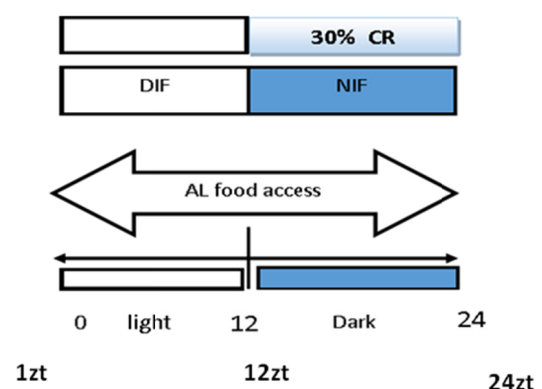 30% CR
DIF NIF
AL food access
0 light 12 Dark 24
1zt 12zt 24zt